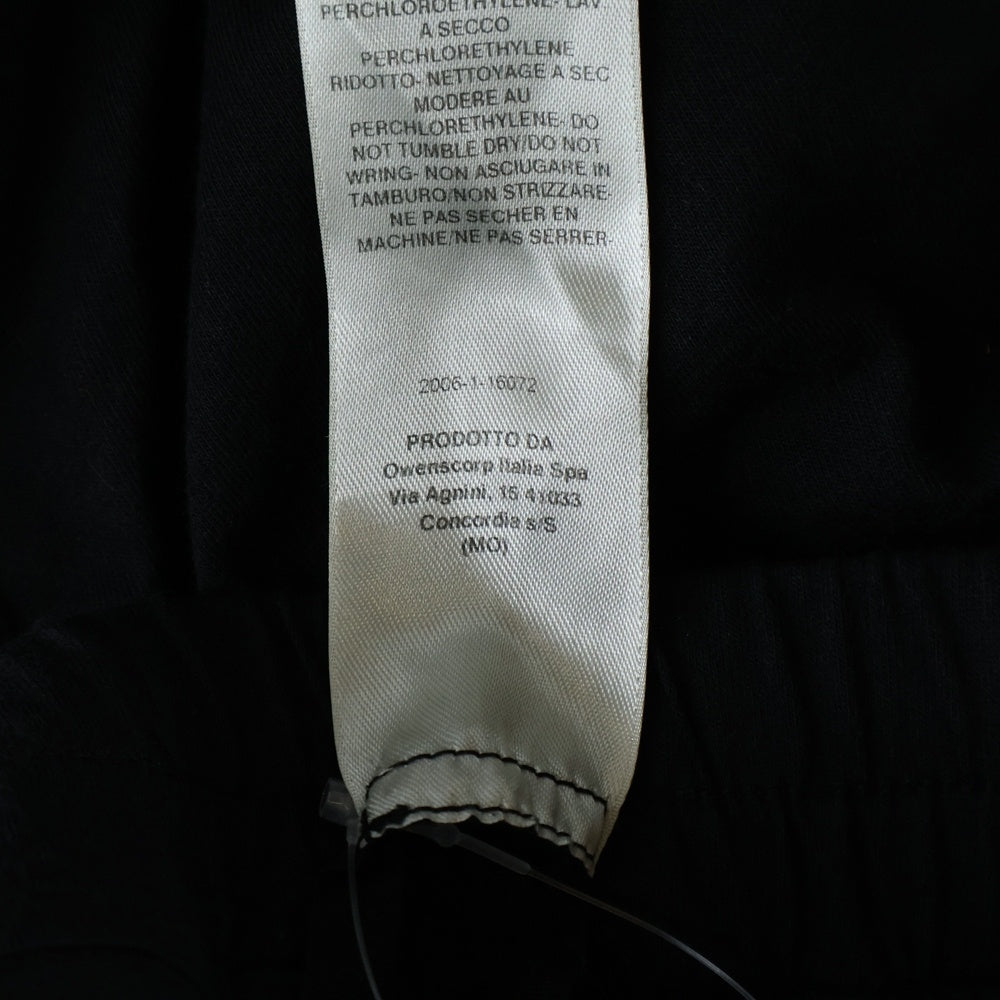 PERCHLOROETHYLENE- LAV.
A SECCO
PERCHLORETHYLENE
RIDOTTO- NETTOYAGE A SEC
MODERE AU
PERCHLORETHYLENE- DO
NOT TUMBLE DRY/DO NOT
WRING- NON ASCIUGARE IN
TAMBURO/NON STRIZZARE-
NE PAS SECHER EN
MACHINE/NE PAS SERRER-
2006-1-16072
PRODOTTO DA
Owenscorp Italia Spa
Via Agnini, 15 41033
Concordia s/S
(MO)